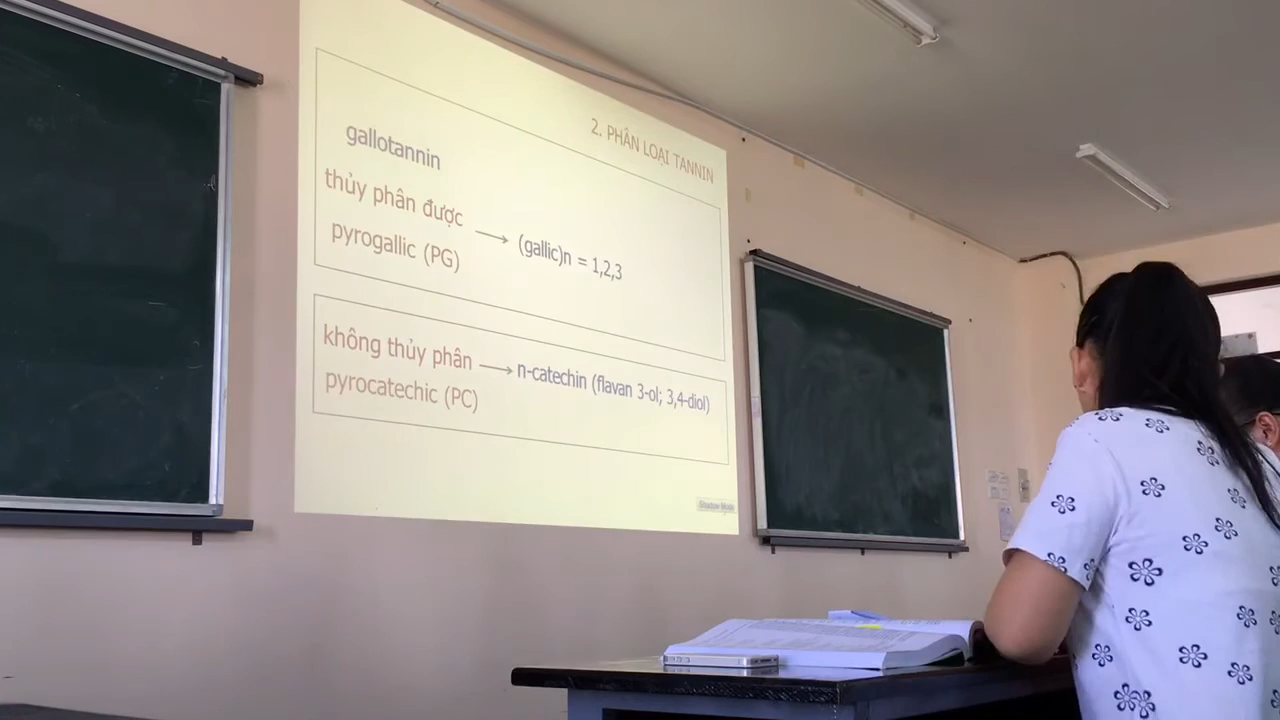 2. PHÂN LOẠI TANNIN
gallotannin
thủy phân được
pyrogallic (PG)
⟶ (gallic)n = 1,2,3
không thủy phân
pyrocatechic (PC)
⟶ n-catechin (flavan 3-ol; 3,4-diol)
Shadow Mode